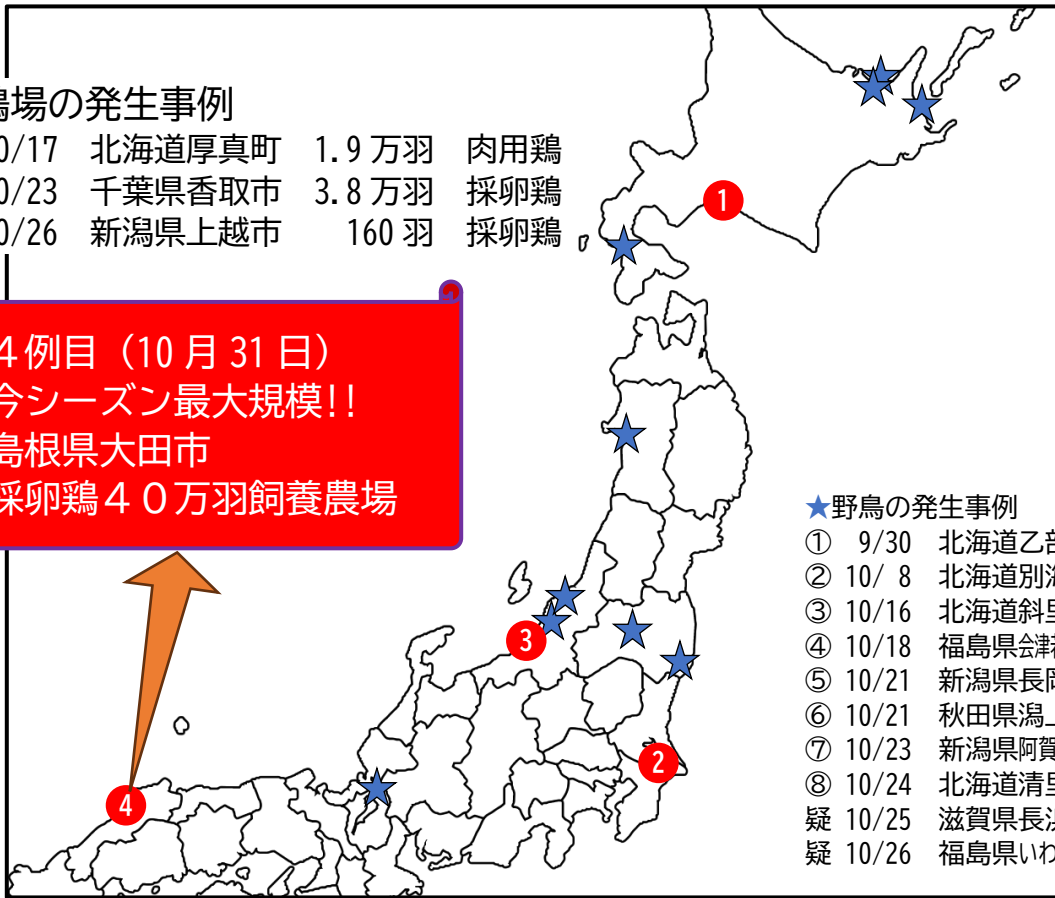 場の発生事例
0/17 北海道厚真町 1.9万羽 肉用鶏
0/23 千葉県香取市 3.8万羽 採卵鶏
0/26 新潟県上越市 160羽 採卵鶏
４例目（10月31日）
今シーズン最大規模!!
島根県大田市
採卵鶏４０万羽飼養農場
★野鳥の発生事例
① 9/30 北海道乙部
② 10/ 8 北海道別海
③ 10/16 北海道斜里
④ 10/18 福島県会津
⑤ 10/21 新潟県長岡
⑥ 10/21 秋田県潟上
⑦ 10/23 新潟県阿賀
⑧ 10/24 北海道清里
疑 10/25 滋賀県長浜
疑 10/26 福島県いわ
1
3
2
4